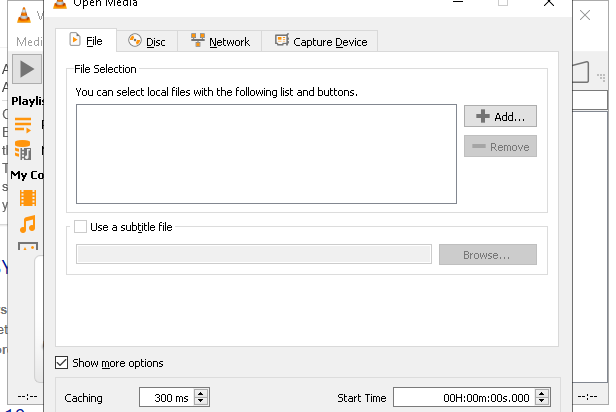 Open Media
Medi
File
Disc
Network
Capture Device
File Selection
You can select local files with the following list and buttons.
Add...
Remove
Playlis
My Co
Use a subtitle file
Browse...
Show more options
Caching
300 ms
Start Time
00H:00m:00s.000
--:--
--:--